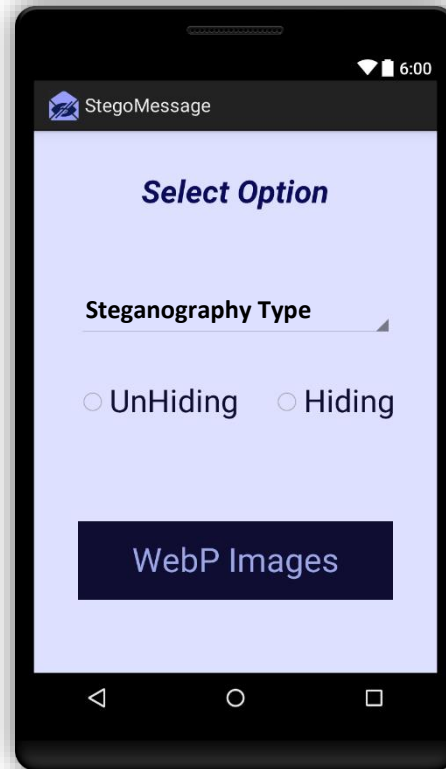 6:00
StegoMessage
Select Option
Steganography Type
UnHiding Hiding
WebP Images